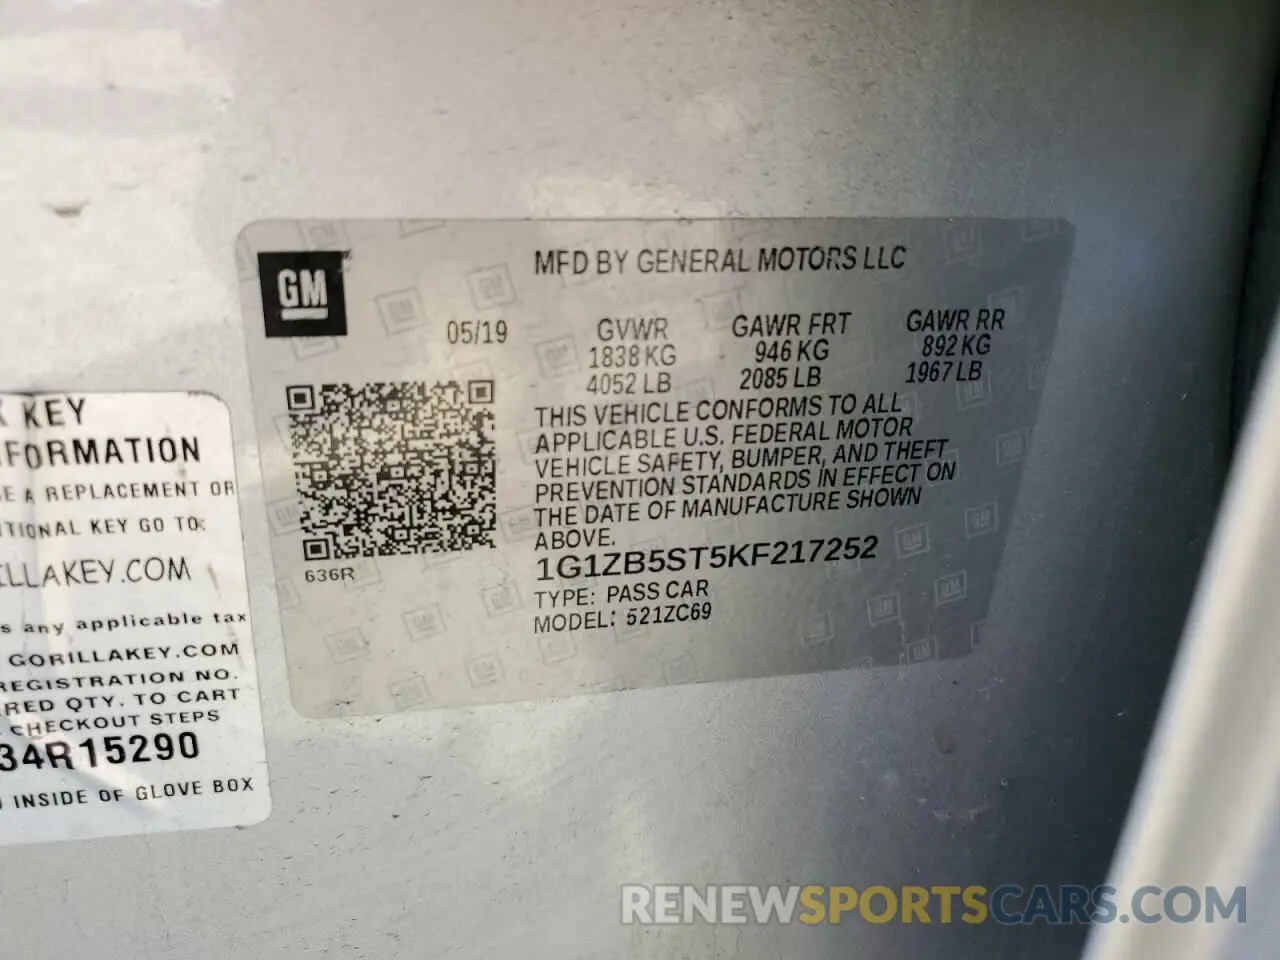 GM
MFD BY GENERAL MOTORS LLC
05/19
GVWR
1838 KG
4052 LB
GAWR FRT
946 KG
2085 LB
GAWR RR
892 KG
1967 LB
THIS VEHICLE CONFORMS TO ALL
APPLICABLE U.S. FEDERAL MOTOR
VEHICLE SAFETY, BUMPER, AND THEFT
PREVENTION STANDARDS IN EFFECT ON
THE DATE OF MANUFACTURE SHOWN
ABOVE.
1G1ZB5ST5KF217252
TYPE: PASS CAR
MODEL: 521ZC69
636R
KEY
FORMATION
A REPLACEMENT OR
KEY GO TO:
LLAKEY.COM
any applicable tax
GORILLAKEY.COM
REGISTRATION NO.
RED QTY. TO CART
CHECKOUT STEPS
34R15290
INSIDE OF GLOVE BOX
RENEWSPORTSCARS.COM